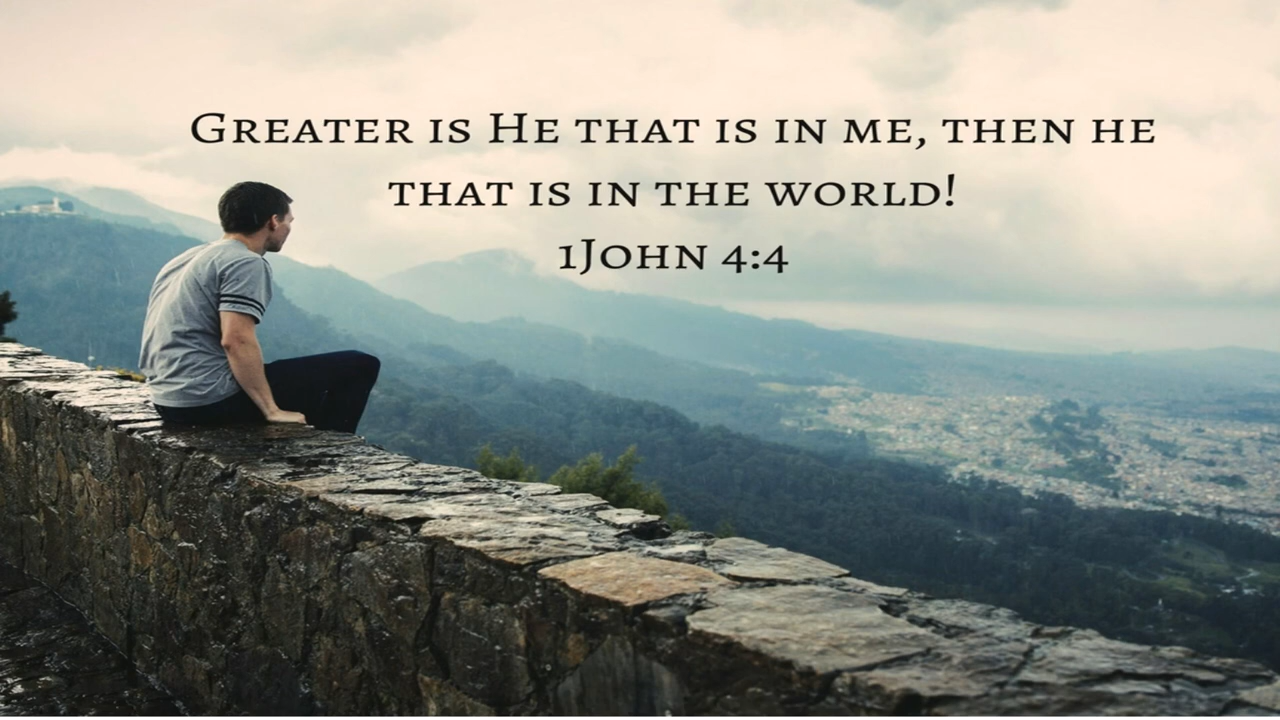 Greater is He that is in me, then he
that is in the world!
1John 4:4